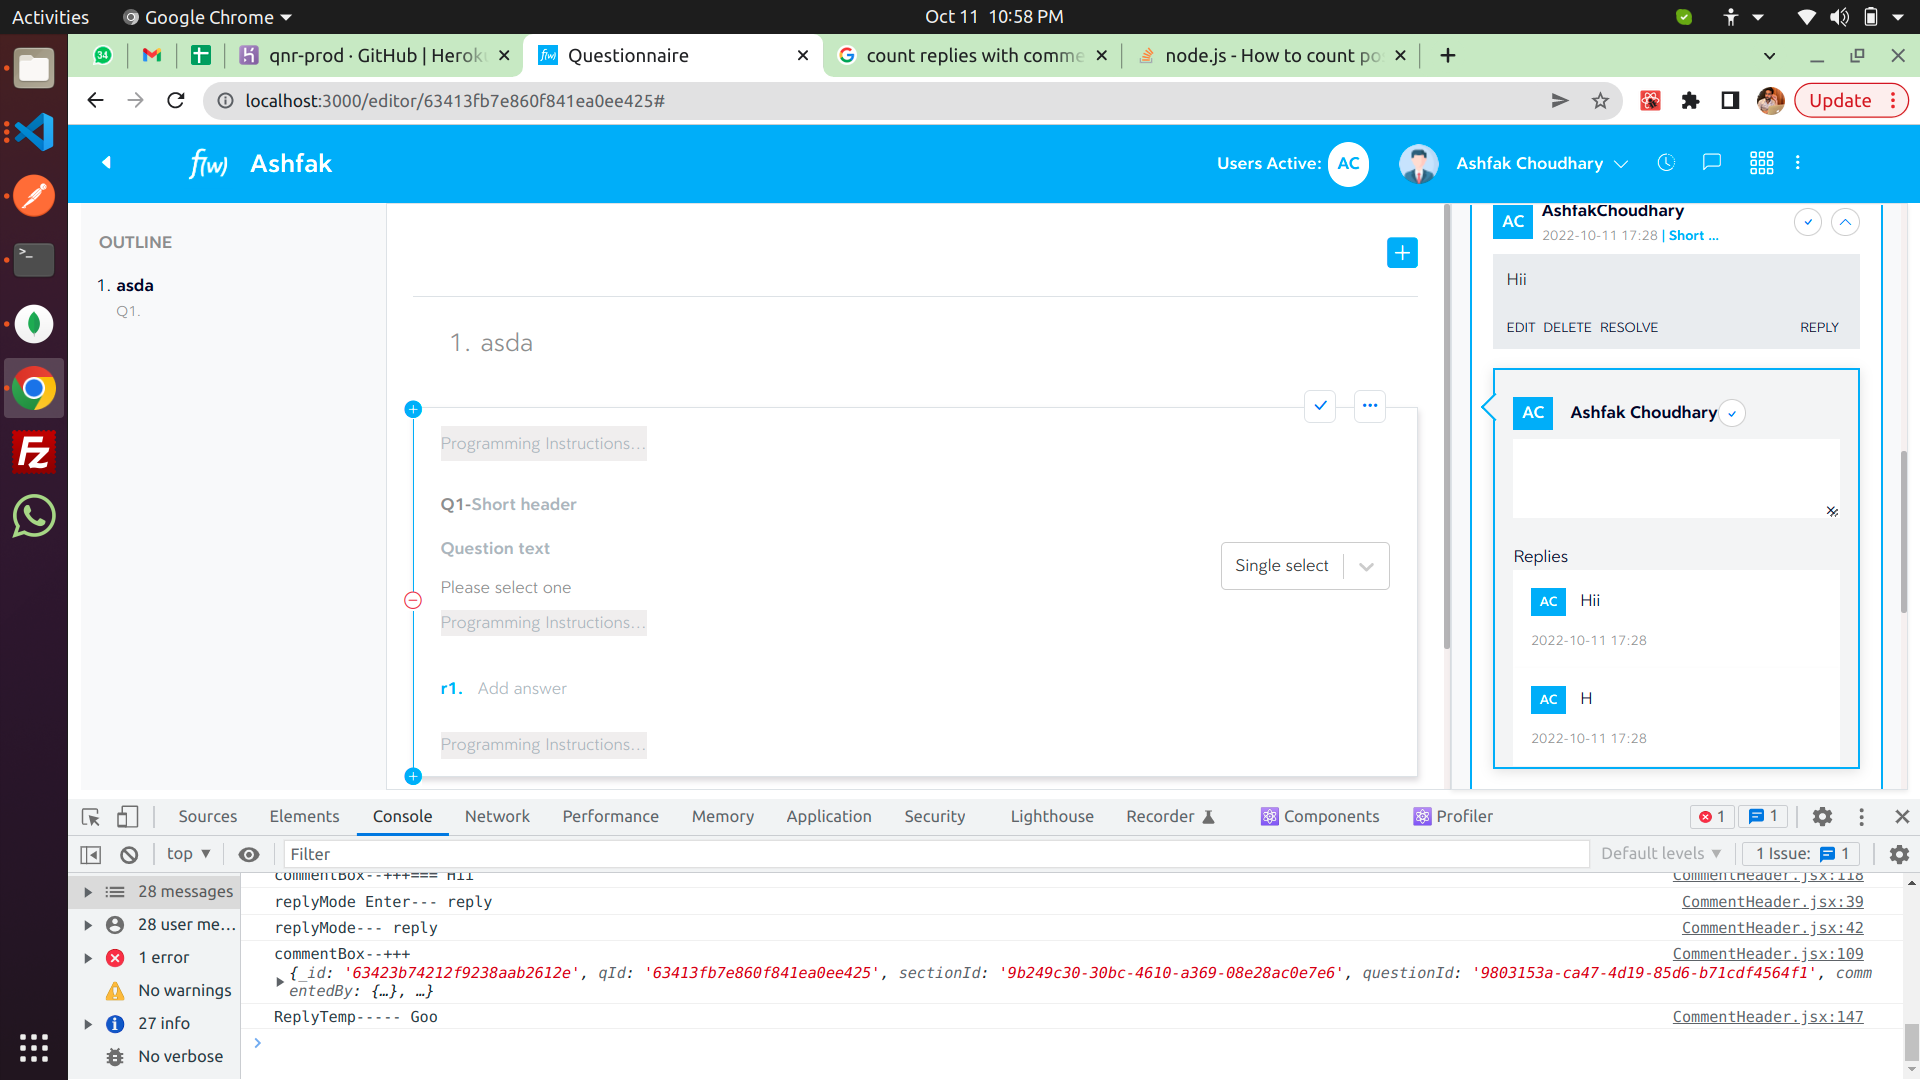 Activities
Google Chrome
Oct 11 10:58 PM
34
qnr-prod · GitHub | Herok
Questionnaire
count replies with comme
node.js - How to count po
localhost:3000/editor/63413fb7e860f841ea0ee425#
Update
f(w) Ashfak
Users Active: AC
Ashfak Choudhary
OUTLINE
1. asda
Q1.
1. asda
Programming Instructions...
Q1-Short header
Question text
Please select one
Single select
Programming Instructions...
r1. Add answer
Programming Instructions...
AC AshfakChoudhary
2022-10-11 17:28 | Short ...
Hii
EDIT DELETE RESOLVE REPLY
AC Ashfak Choudhary
Replies
AC Hii
2022-10-11 17:28
AC H
2022-10-11 17:28
Sources Elements Console Network Performance Memory Application Security Lighthouse Recorder Components Profiler 1 1
top Filter Default levels 1 Issue: 1
28 messages
28 user me...
1 error
No warnings
27 info
No verbose
commentBox--+++=== Hii CommentHeader.jsx:118
replyMode Enter--- reply CommentHeader.jsx:39
replyMode--- reply CommentHeader.jsx:42
commentBox--+++ CommentHeader.jsx:109
{_id: '63423b74212f9238aab2612e', qId: '63413fb7e860f841ea0ee425', sectionId: '9b249c30-30bc-4610-a369-08e28ac0e7e6', questionId: '9803153a-ca47-4d19-85d6-b71cdf4564f1', comm
entedBy: {…}, …}
ReplyTemp----- Goo CommentHeader.jsx:147